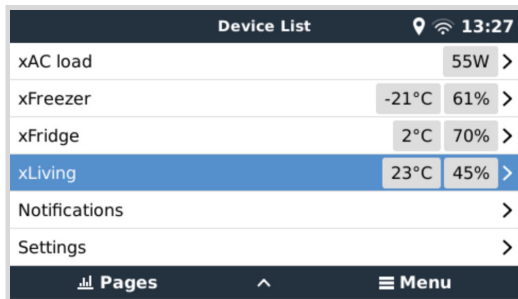 Device List 13:27
xAC load 55W
xFreezer -21°C 61%
xFridge 2°C 70%
xLiving 23°C 45%
Notifications
Settings
Pages Menu